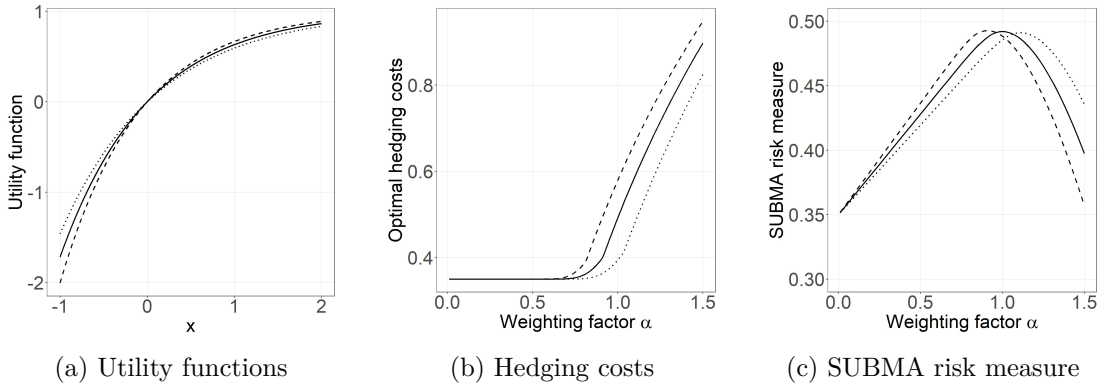 Utility function
1
0
-1
-2
-1
0
1
2
x
(a) Utility functions
Optimal hedging costs
0.8
0.6
0.4
0.0
0.5
1.0
1.5
Weighting factor α
(b) Hedging costs
SUBMA risk measure
0.50
0.45
0.40
0.35
0.30
0.0
0.5
1.0
1.5
Weighting factor α
(c) SUBMA risk measure